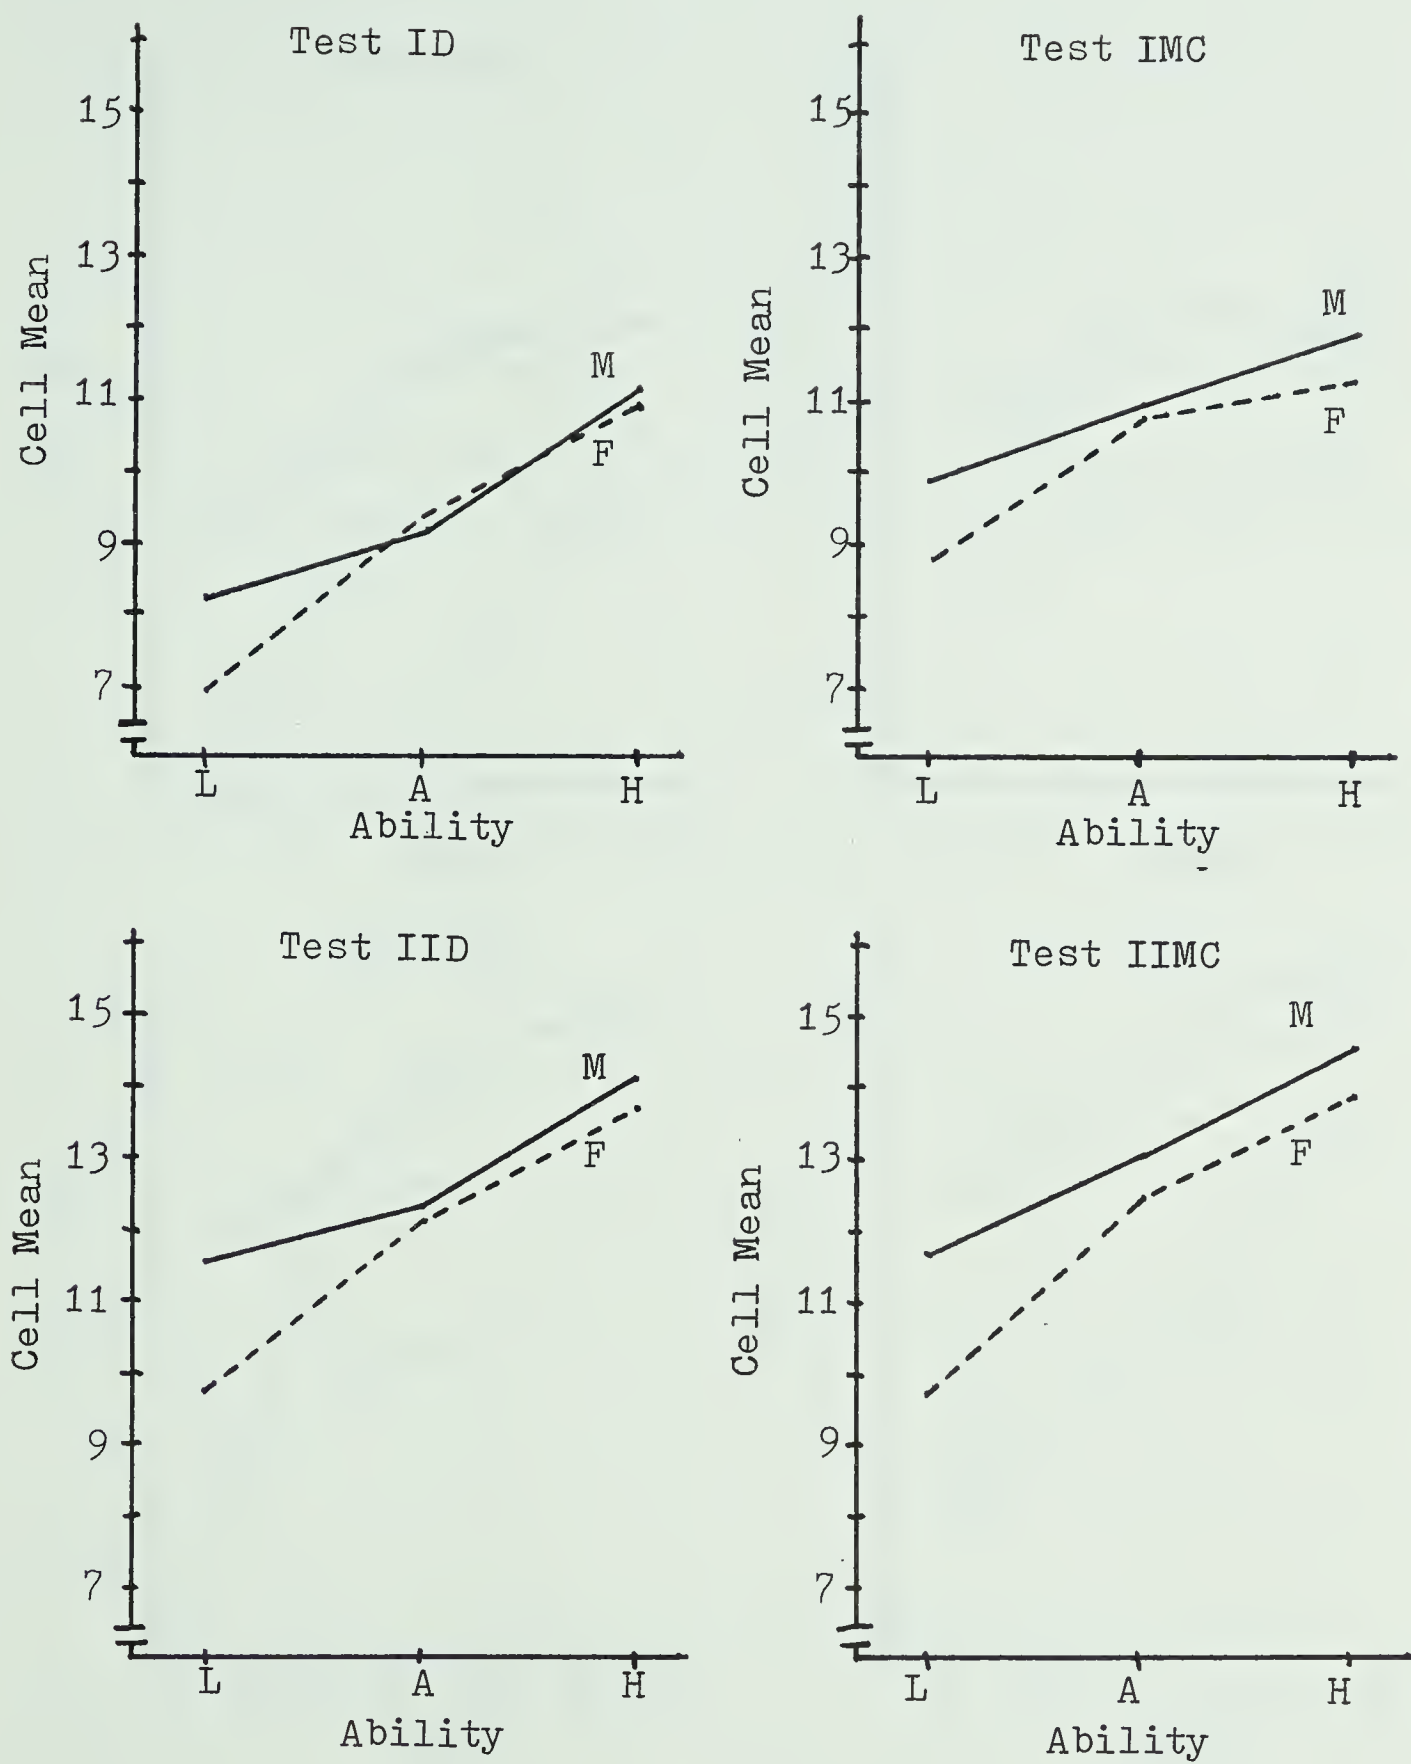 Test ID
15
13
11
9
7
Cell Mean
M
F
L A H
Ability
Test IMC
15
13
11
9
7
Cell Mean
M
F
L A H
Ability
Test IID
15
13
11
9
7
Cell Mean
M
F
L A H
Ability
Test IIMC
15
13
11
9
7
Cell Mean
M
F
L A H
Ability